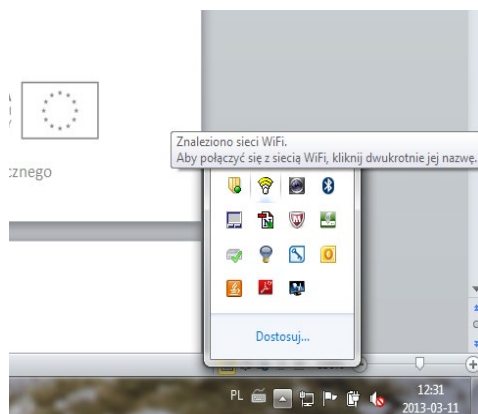 cznego
Znaleziono sieci WiFi.
Aby połączyć się z siecią WiFi, kliknij dwukrotnie jej nazwę.
Dostosuj...
PL
12:31
2013-03-11